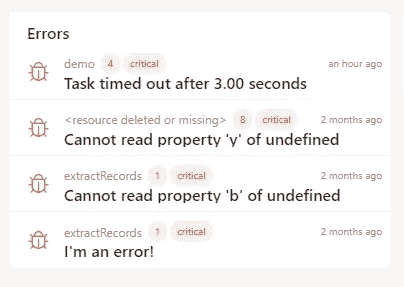 Errors
demo 4 critical an hour ago
Task timed out after 3.00 seconds
<resource deleted or missing> 8 critical 2 months ago
Cannot read property 'y' of undefined
extractRecords 1 critical 2 months ago
Cannot read property 'b' of undefined
extractRecords 1 critical 2 months ago
I'm an error!